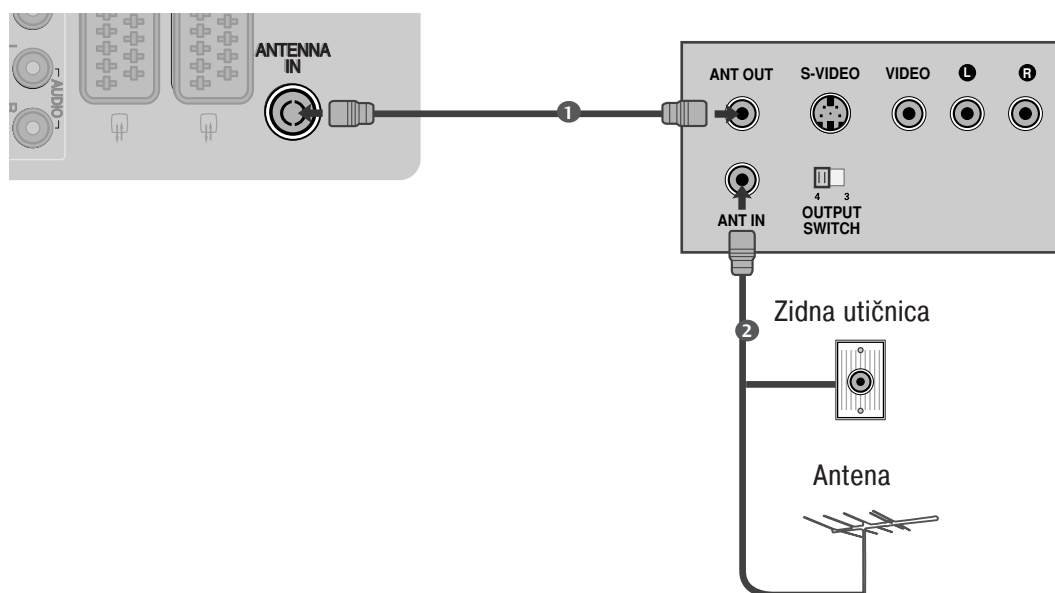 ANTENNA
IN
L
R
AUDIO
1
ANT OUT
S-VIDEO
VIDEO
L
R
ANT IN
4 3
OUTPUT
SWITCH
2
Zidna utičnica
Antena